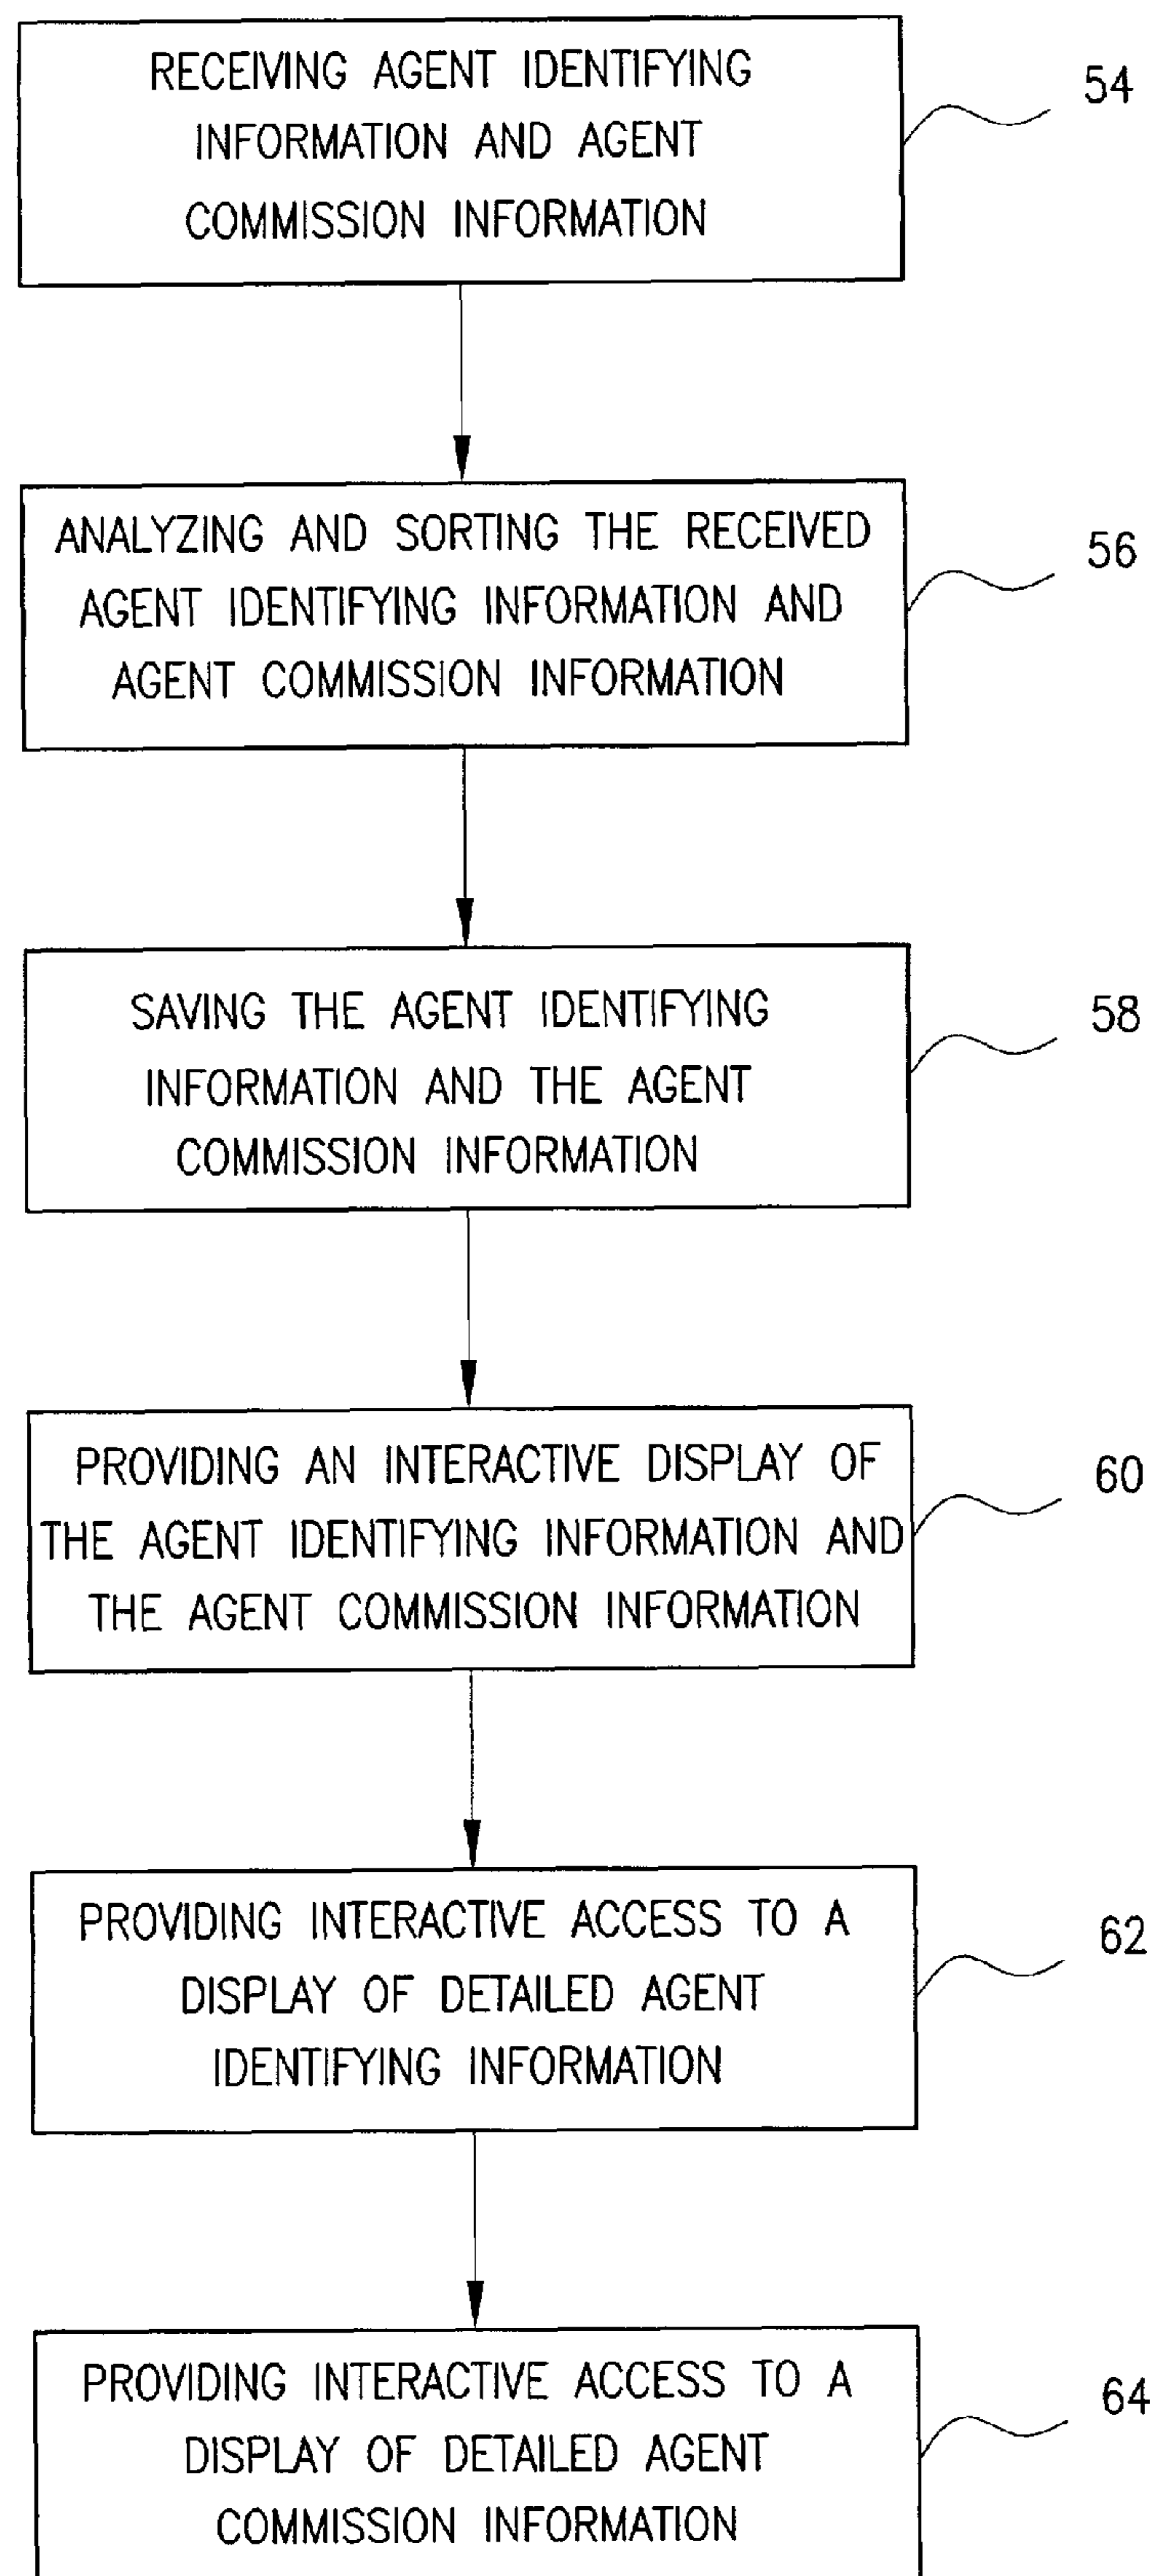 RECEIVING AGENT IDENTIFYING
INFORMATION AND AGENT
COMMISSION INFORMATION
54
ANALYZING AND SORTING THE RECEIVED
AGENT IDENTIFYING INFORMATION AND
AGENT COMMISSION INFORMATION
56
SAVING THE AGENT IDENTIFYING
INFORMATION AND THE AGENT
COMMISSION INFORMATION
58
PROVIDING AN INTERACTIVE DISPLAY OF
THE AGENT IDENTIFYING INFORMATION AND
THE AGENT COMMISSION INFORMATION
60
PROVIDING INTERACTIVE ACCESS TO A
DISPLAY OF DETAILED AGENT
IDENTIFYING INFORMATION
62
PROVIDING INTERACTIVE ACCESS TO A
DISPLAY OF DETAILED AGENT
COMMISSION INFORMATION
64